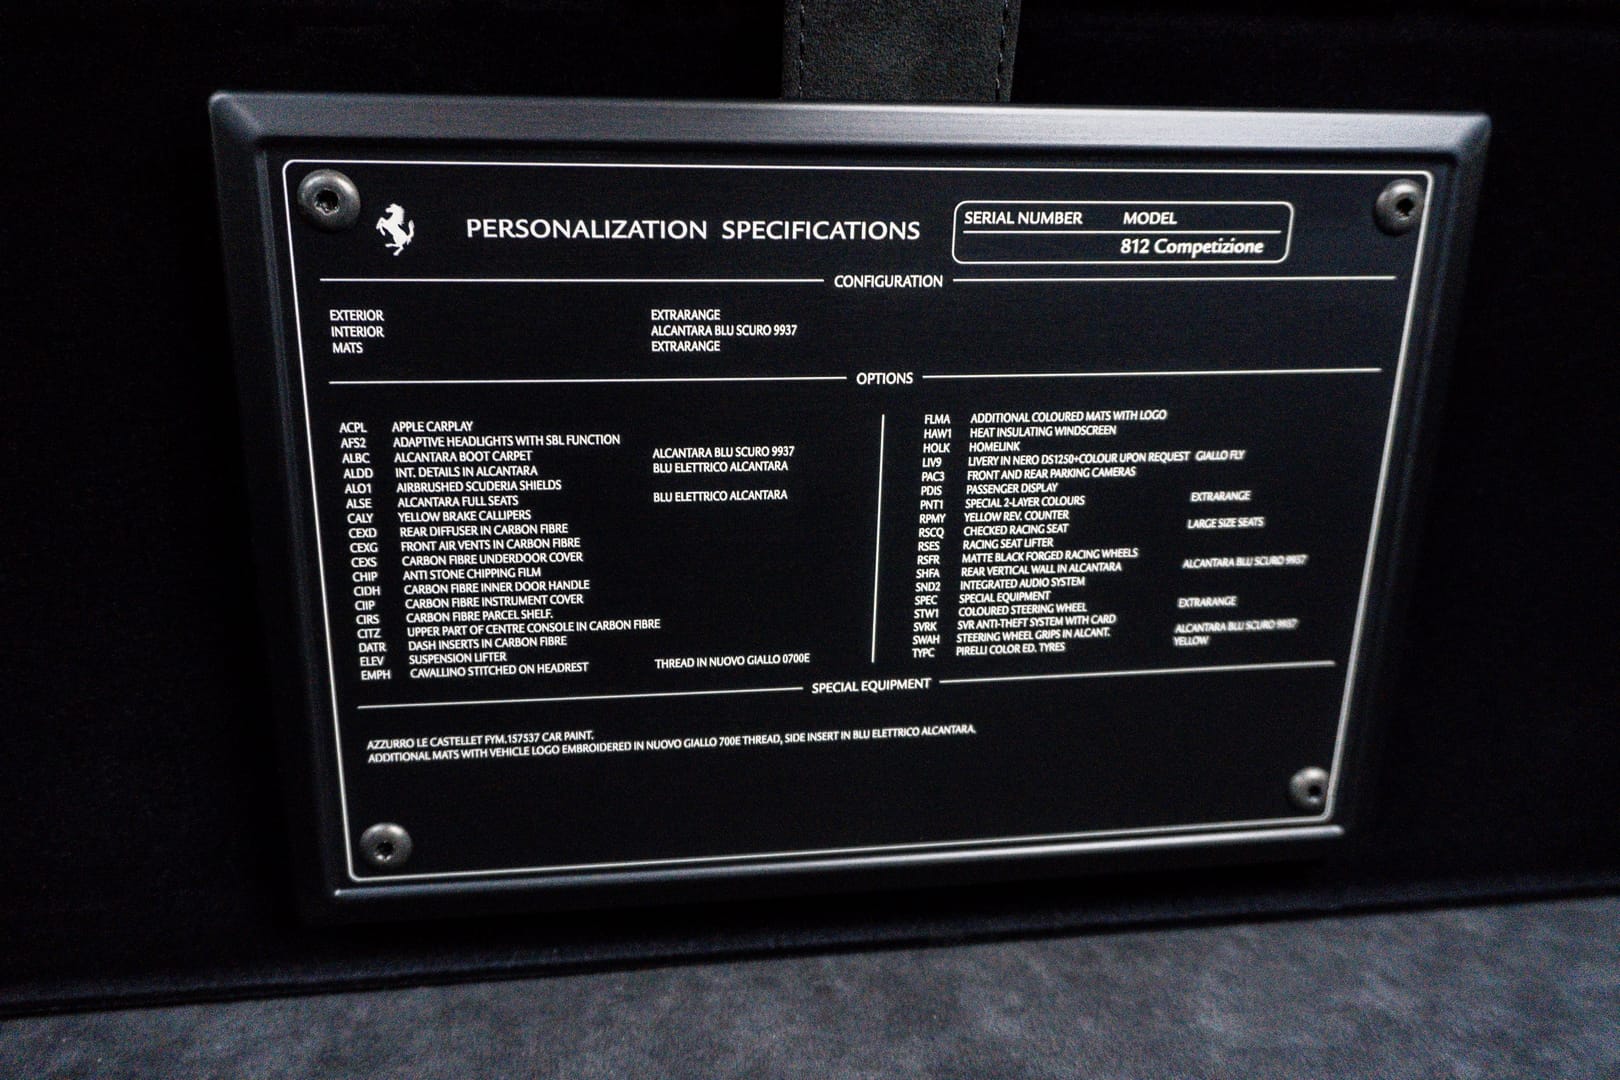 PERSONALIZATION SPECIFICATIONS
SERIAL NUMBER MODEL
812 Competizione
CONFIGURATION
EXTERIOR EXTRARANGE
INTERIOR ALCANTARA BLU SCURO 9937
MATS EXTRARANGE
OPTIONS
ACPL APPLE CARPLAY
AFS2 ADAPTIVE HEADLIGHTS WITH SBL FUNCTION
ALBC ALCANTARA BOOT CARPET ALCANTARA BLU SCURO 9937
ALDD INT. DETAILS IN ALCANTARA BLU ELETTRICO ALCANTARA
ALO1 AIRBRUSHED SCUDERIA SHIELDS
ALSE ALCANTARA FULL SEATS BLU ELETTRICO ALCANTARA
CALY YELLOW BRAKE CALLIPERS
CEXD REAR DIFFUSER IN CARBON FIBRE
CEXG FRONT AIR VENTS IN CARBON FIBRE
CEXS CARBON FIBRE UNDERDOOR COVER
CHIP ANTI STONE CHIPPING FILM
CIDH CARBON FIBRE INNER DOOR HANDLE
CIIP CARBON FIBRE INSTRUMENT COVER
CIRS CARBON FIBRE PARCEL SHELF.
CITZ UPPER PART OF CENTRE CONSOLE IN CARBON FIBRE
DATR DASH INSERTS IN CARBON FIBRE
ELEV SUSPENSION LIFTER
EMPH CAVALLINO STITCHED ON HEADREST THREAD IN NUOVO GIALLO 0700E
FLMA ADDITIONAL COLOURED MATS WITH LOGO
HAW1 HEAT INSULATING WINDSCREEN
HOLK HOMELINK
LIV9 LIVERY IN NERO DS1250+COLOUR UPON REQUEST GIALLO FLY
PAC3 FRONT AND REAR PARKING CAMERAS
PDIS PASSENGER DISPLAY
PNT1 SPECIAL 2-LAYER COLOURS EXTRARANGE
RPMY YELLOW REV. COUNTER
RSCQ CHECKED RACING SEAT LARGE SIZE SEATS
RSES RACING SEAT LIFTER
RSFR MATTE BLACK FORGED RACING WHEELS
SHFA REAR VERTICAL WALL IN ALCANTARA ALCANTARA BLU SCURO 9937
SND2 INTEGRATED AUDIO SYSTEM
SPEC SPECIAL EQUIPMENT
STW1 COLOURED STEERING WHEEL EXTRARANGE
SVRK SVR ANTI-THEFT SYSTEM WITH CARD
SWAH STEERING WHEEL GRIPS IN ALCANT. ALCANTARA BLU SCURO 9937
TYPC PIRELLI COLOR ED. TYRES YELLOW
SPECIAL EQUIPMENT
AZZURRO LE CASTELLET FYM.157537 CAR PAINT.
ADDITIONAL MATS WITH VEHICLE LOGO EMBROIDERED IN NUOVO GIALLO 700E THREAD, SIDE INSERT IN BLU ELETTRICO ALCANTARA.